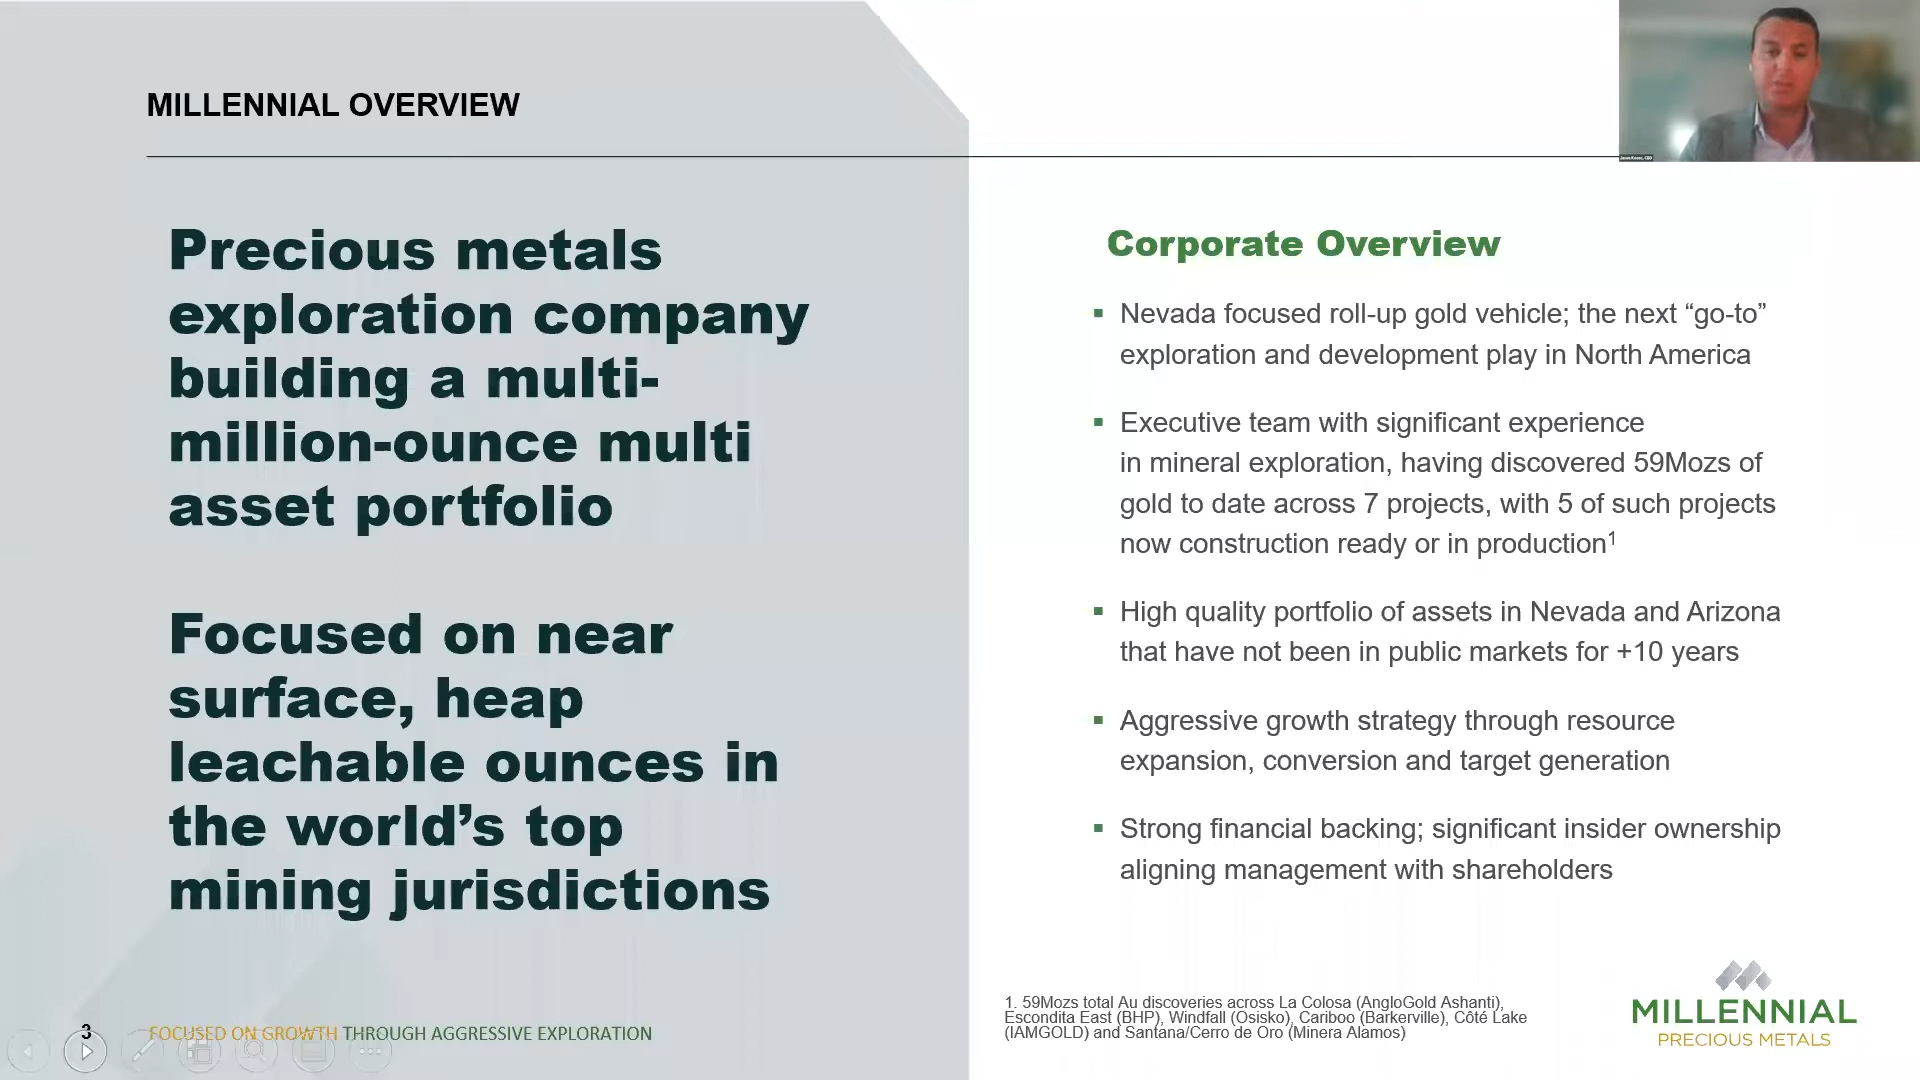 MILLENNIAL OVERVIEW
Precious metals
exploration company
building a multi-
million-ounce multi
asset portfolio
Focused on near
surface, heap
leachable ounces in
the world’s top
mining jurisdictions
Corporate Overview
▪ Nevada focused roll-up gold vehicle; the next “go-to”
exploration and development play in North America
▪ Executive team with significant experience
in mineral exploration, having discovered 59Mozs of
gold to date across 7 projects, with 5 of such projects
now construction ready or in production¹
▪ High quality portfolio of assets in Nevada and Arizona
that have not been in public markets for +10 years
▪ Aggressive growth strategy through resource
expansion, conversion and target generation
▪ Strong financial backing; significant insider ownership
aligning management with shareholders
1. 59Mozs total Au discoveries across La Colosa (AngloGold Ashanti),
Escondita East (BHP), Windfall (Osisko), Cariboo (Barkerville), Côté Lake
(IAMGOLD) and Santana/Cerro de Oro (Minera Alamos)
3
FOCUSED ON GROWTH THROUGH AGGRESSIVE EXPLORATION
MILLENNIAL
PRECIOUS METALS